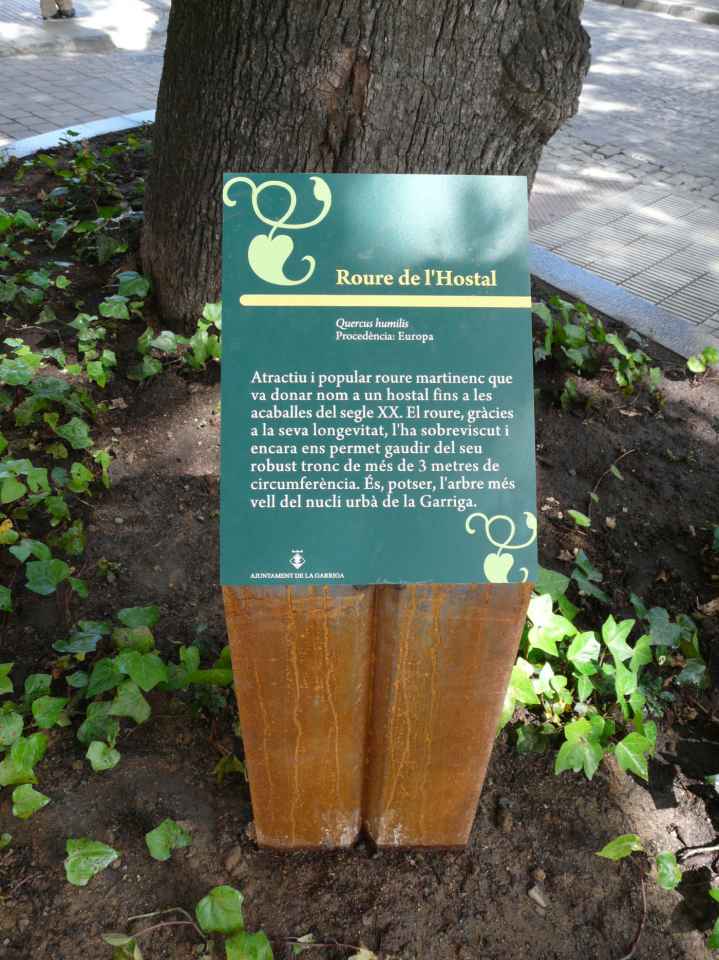 Roure de l'Hostal
Quercus humilis
Procedència: Europa
Atractiu i popular roure martinenc que
va donar nom a un hostal fins a les
acaballes del segle XX. El roure, gràcies
a la seva longevitat, l'ha sobreviscut i
encara ens permet gaudir del seu
robust tronc de més de 3 metres de
circumferència. És, potser, l'arbre més
vell del nucli urbà de la Garriga.
AJUNTAMENT DE LA GARRIGA